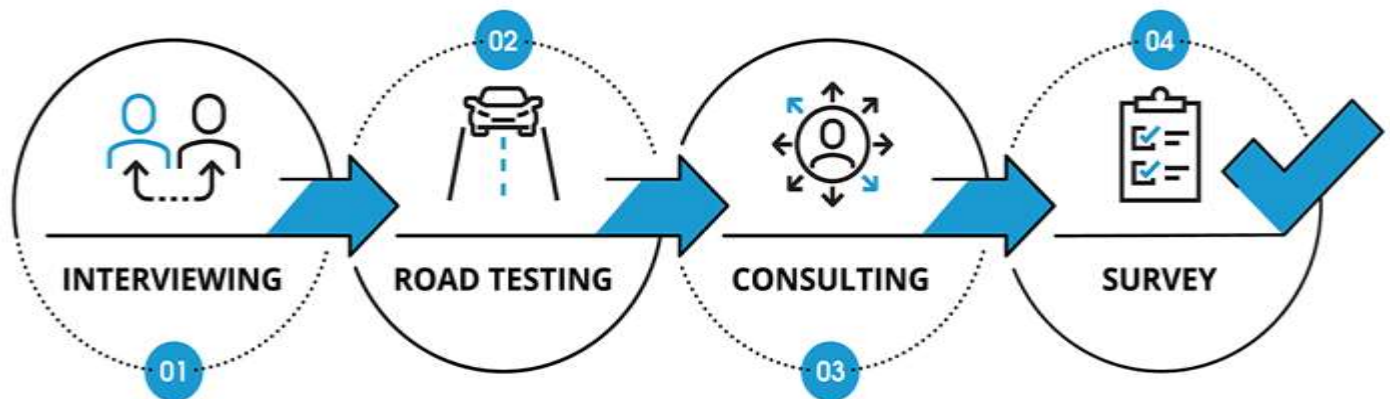 02
04
INTERVIEWING
ROAD TESTING
CONSULTING
SURVEY
01
03